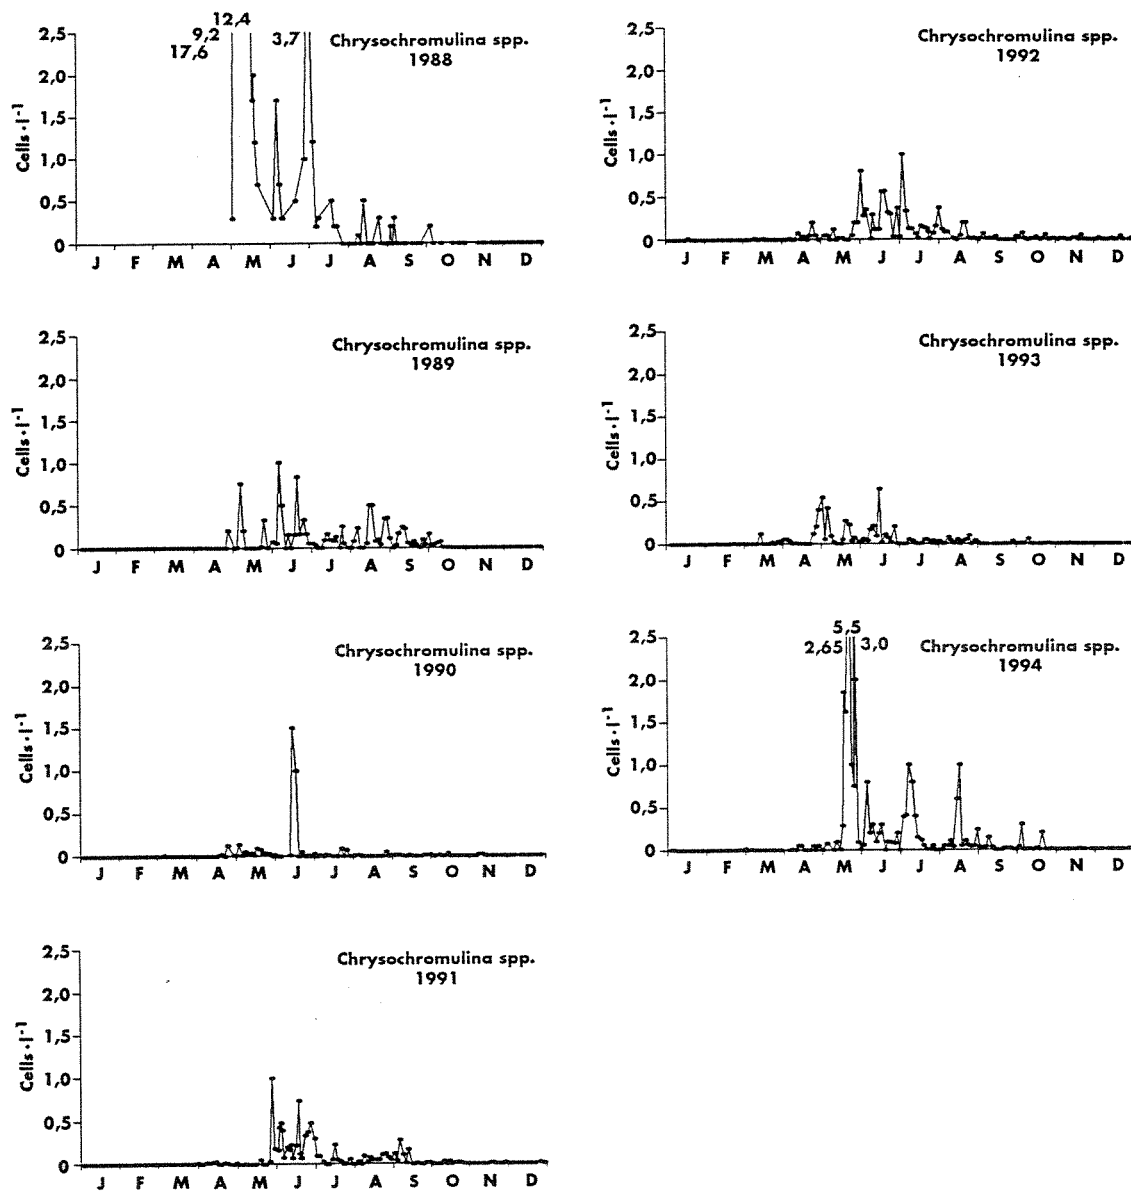 12,4
9,2
17,6
3,7
Chrysochromulina spp.
1988
2,5
2,0
1,5
1,0
0,5
0
Cells·l⁻¹
J F M A M J J A S O N D
Chrysochromulina spp.
1992
2,5
2,0
1,5
1,0
0,5
0
Cells·l⁻¹
J F M A M J J A S O N D
Chrysochromulina spp.
1989
2,5
2,0
1,5
1,0
0,5
0
Cells·l⁻¹
J F M A M J J A S O N D
Chrysochromulina spp.
1993
2,5
2,0
1,5
1,0
0,5
0
Cells·l⁻¹
J F M A M J J A S O N D
Chrysochromulina spp.
1990
2,5
2,0
1,5
1,0
0,5
0
Cells·l⁻¹
J F M A M J J A S O N D
5,5
2,65
3,0
Chrysochromulina spp.
1994
2,5
2,0
1,5
1,0
0,5
0
Cells·l⁻¹
J F M A M J J A S O N D
Chrysochromulina spp.
1991
2,5
2,0
1,5
1,0
0,5
0
Cells·l⁻¹
J F M A M J J A S O N D